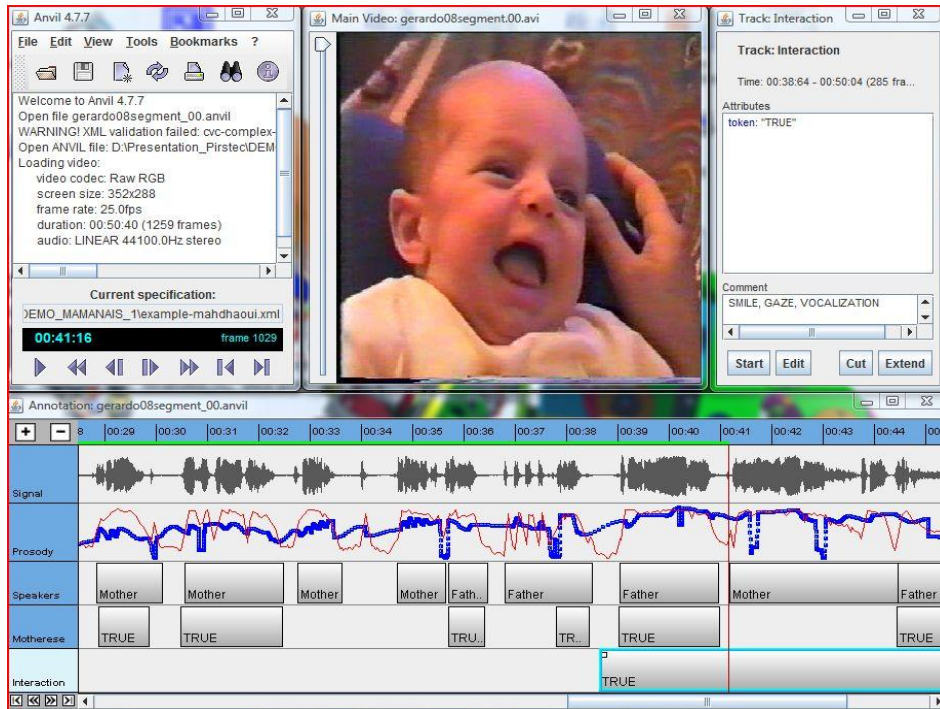 Anvil 4.7.7
File Edit View Tools Bookmarks ?
Welcome to Anvil 4.7.7
Open file gerardo08segment_00.anvil
WARNING! XML validation failed: cvc-complex-
Open ANVIL file: D:\Presentation_Pirstec\DEM
Loading video:
video codec: Raw RGB
screen size: 352x288
frame rate: 25.0fps
duration: 00:50:40 (1259 frames)
audio: LINEAR 44100.0Hz stereo
Current specification:
DEMO_MAMANAIS_1\example-mahdhaoui.xml
00:41:16 frame 1029
Main Video: gerardo08segment.00.avi
Track: Interaction
Track: Interaction
Time: 00:38:64 - 00:50:04 (285 fra...
Attributes
token: "TRUE"
Comment
SMILE, GAZE, VOCALIZATION
Start Edit Cut Extend
Annotation: gerardo08segment_00.anvil
+ - 8 00:29 00:30 00:31 00:32 00:33 00:34 00:35 00:36 00:37 00:38 00:39 00:40 00:41 00:42 00:43 00:44 00
Signal
Prosody
Speakers Mother Mother Mother Mother Fath.. Father Father Mother Father
Motherese TRUE TRUE TRU.. TR.. TRUE TRUE
Interaction TRUE